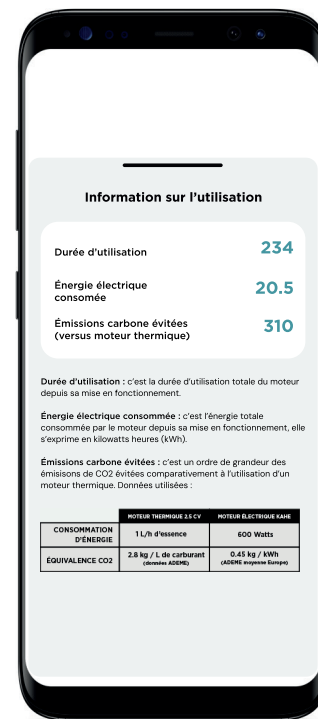 Information sur l'utilisation
Durée d'utilisation
234
Énergie électrique
consomée
20.5
Émissions carbone évitées
(versus moteur thermique)
310
Durée d'utilisation : c'est la durée d'utilisation totale du moteur
depuis sa mise en fonctionnement.
Énergie électrique consommée : c'est l'énergie totale
consommée par le moteur depuis sa mise en fonctionnement, elle
s'exprime en kilowatts heures (kWh).
Émissions carbone évitées : c'est un ordre de grandeur des
émisisons de CO2 évitées comparativement à l'utilisation d'un
moteur thermique. Données utilisées :
MOTEUR THERMIQUE 2.5 CV
MOTEUR ÉLECTRIQUE KAHE
CONSOMMATION
D'ÉNERGIE
1 L/h d'essence
600 Watts
ÉQUIVALENCE CO2
2.8 kg / L de carburant
(données ADEME)
0.45 kg / kWh
(ADEME moyenne Europe)